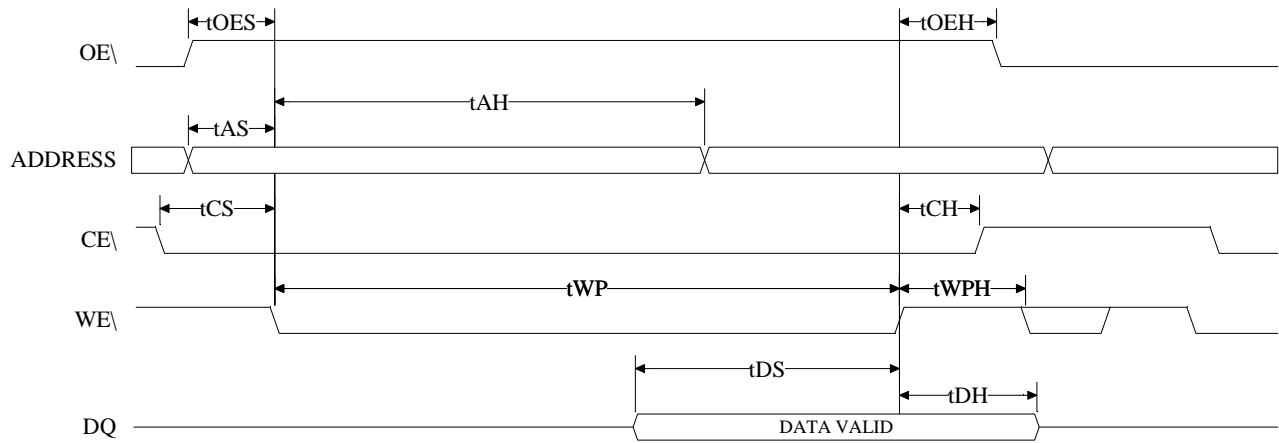 tOES
tOEH
OE\
tAH
tAS
ADDRESS
tCS
tCH
CE\
tWP
tWPH
WE\
tDS
tDH
DQ
DATA VALID